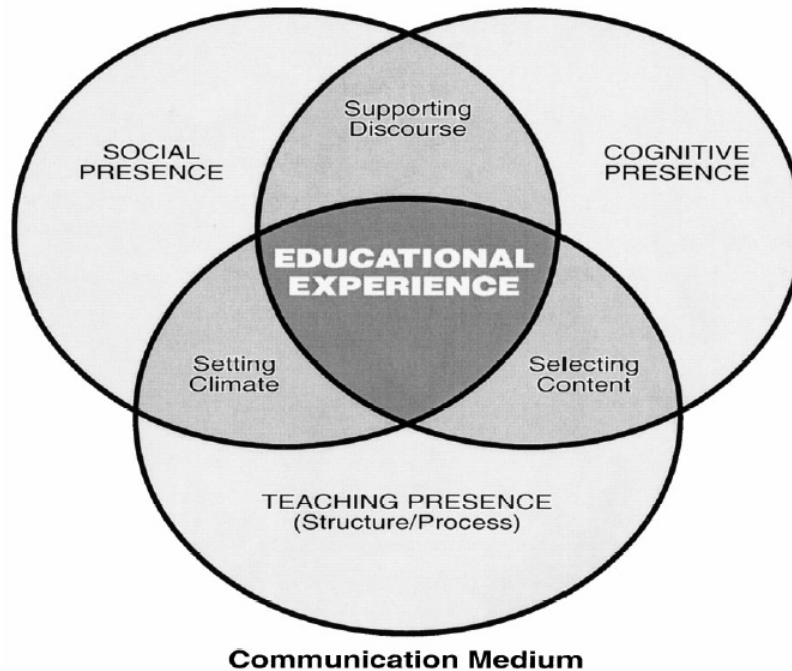 Supporting
Discourse
SOCIAL
PRESENCE
COGNITIVE
PRESENCE
EDUCATIONAL
EXPERIENCE
Setting
Climate
Selecting
Content
TEACHING PRESENCE
(Structure/Process)
Communication Medium